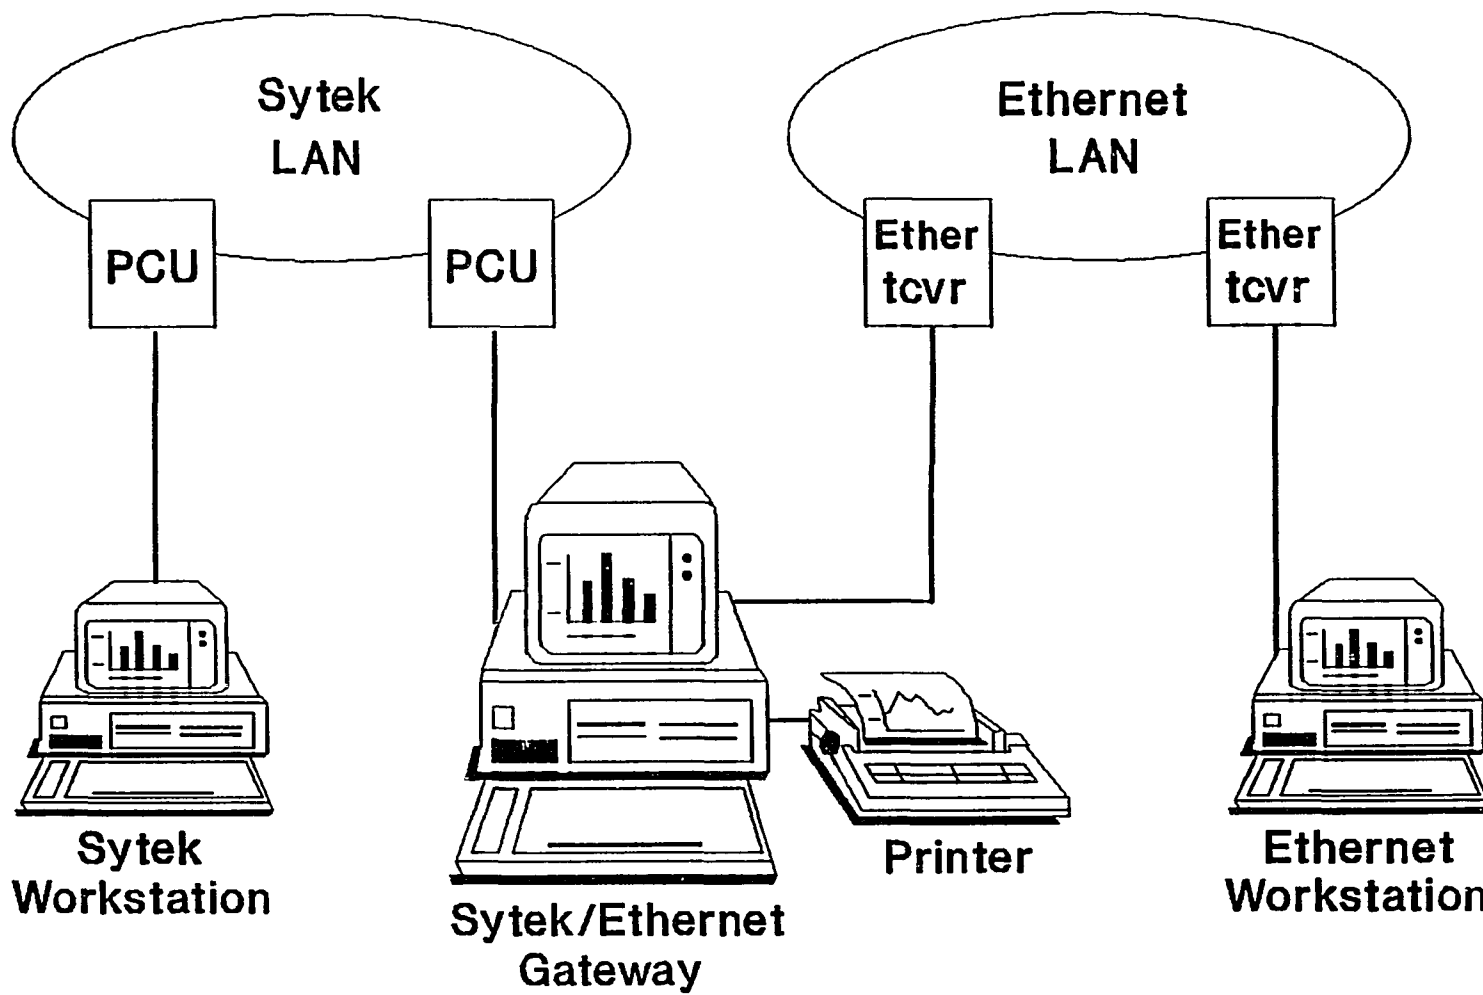 Sytek
LAN
Ethernet
LAN
PCU
PCU
Ether
tcvr
Ether
tcvr
Sytek
Workstation
Sytek/Ethernet
Gateway
Printer
Ethernet
Workstation